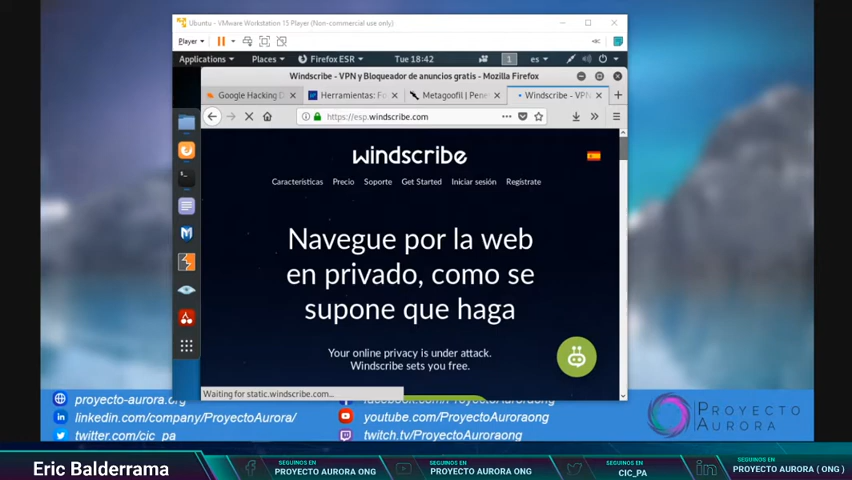 Ubuntu - VMware Workstation 15 Player (Non-commercial use only)
Player
Applications Places Firefox ESR Tue 18:42 1 es
Windscribe - VPN y Bloqueador de anuncios gratis - Mozilla Firefox
Google Hacking D Herramientas: Fo Metagoofil | Pene Windscribe - VPN
https://esp.windscribe.com
windscribe
Características Precio Soporte Get Started Iniciar sesión Regístrate
Navegue por la web
en privado, como se
supone que haga
Your online privacy is under attack.
Windscribe sets you free.
Waiting for static.windscribe.com...
proyecto-aurora.org facebook.com/ProyectoAuroraong
linkedin.com/company/ProyectoAurora/ youtube.com/ProyectoAuroraong
twitter.com/cic_pa twitch.tv/ProyectoAuroraong
PROYECTO
AURORA
Eric Balderrama
SEGUINOS EN
PROYECTO AURORA ONG
SEGUINOS EN
PROYECTO AURORA ONG
SEGUINOS EN
CIC_PA
SEGUINOS EN
PROYECTO AURORA ( ONG )